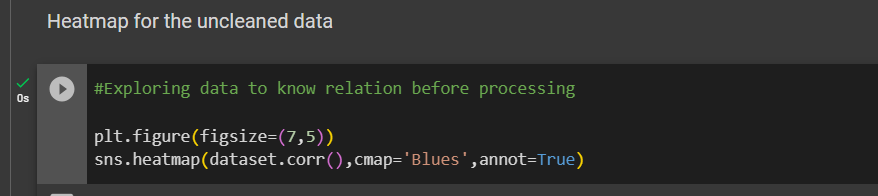 Heatmap for the uncleaned data
0s
#Exploring data to know relation before processing
plt.figure(figsize=(7,5))
sns.heatmap(dataset.corr(),cmap='Blues',annot=True)